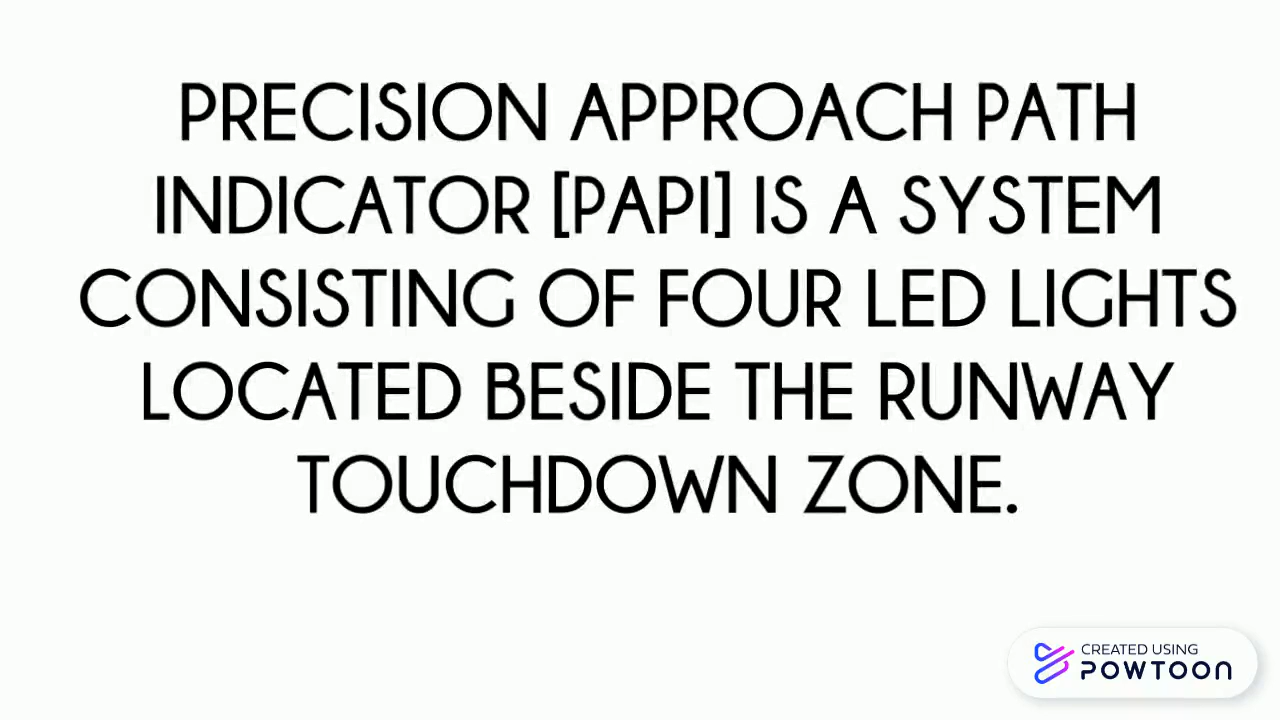 PRECISION APPROACH PATH
INDICATOR [PAPI] IS A SYSTEM
CONSISTING OF FOUR LED LIGHTS
LOCATED BESIDE THE RUNWAY
TOUCHDOWN ZONE.
CREATED USING
POWTOON